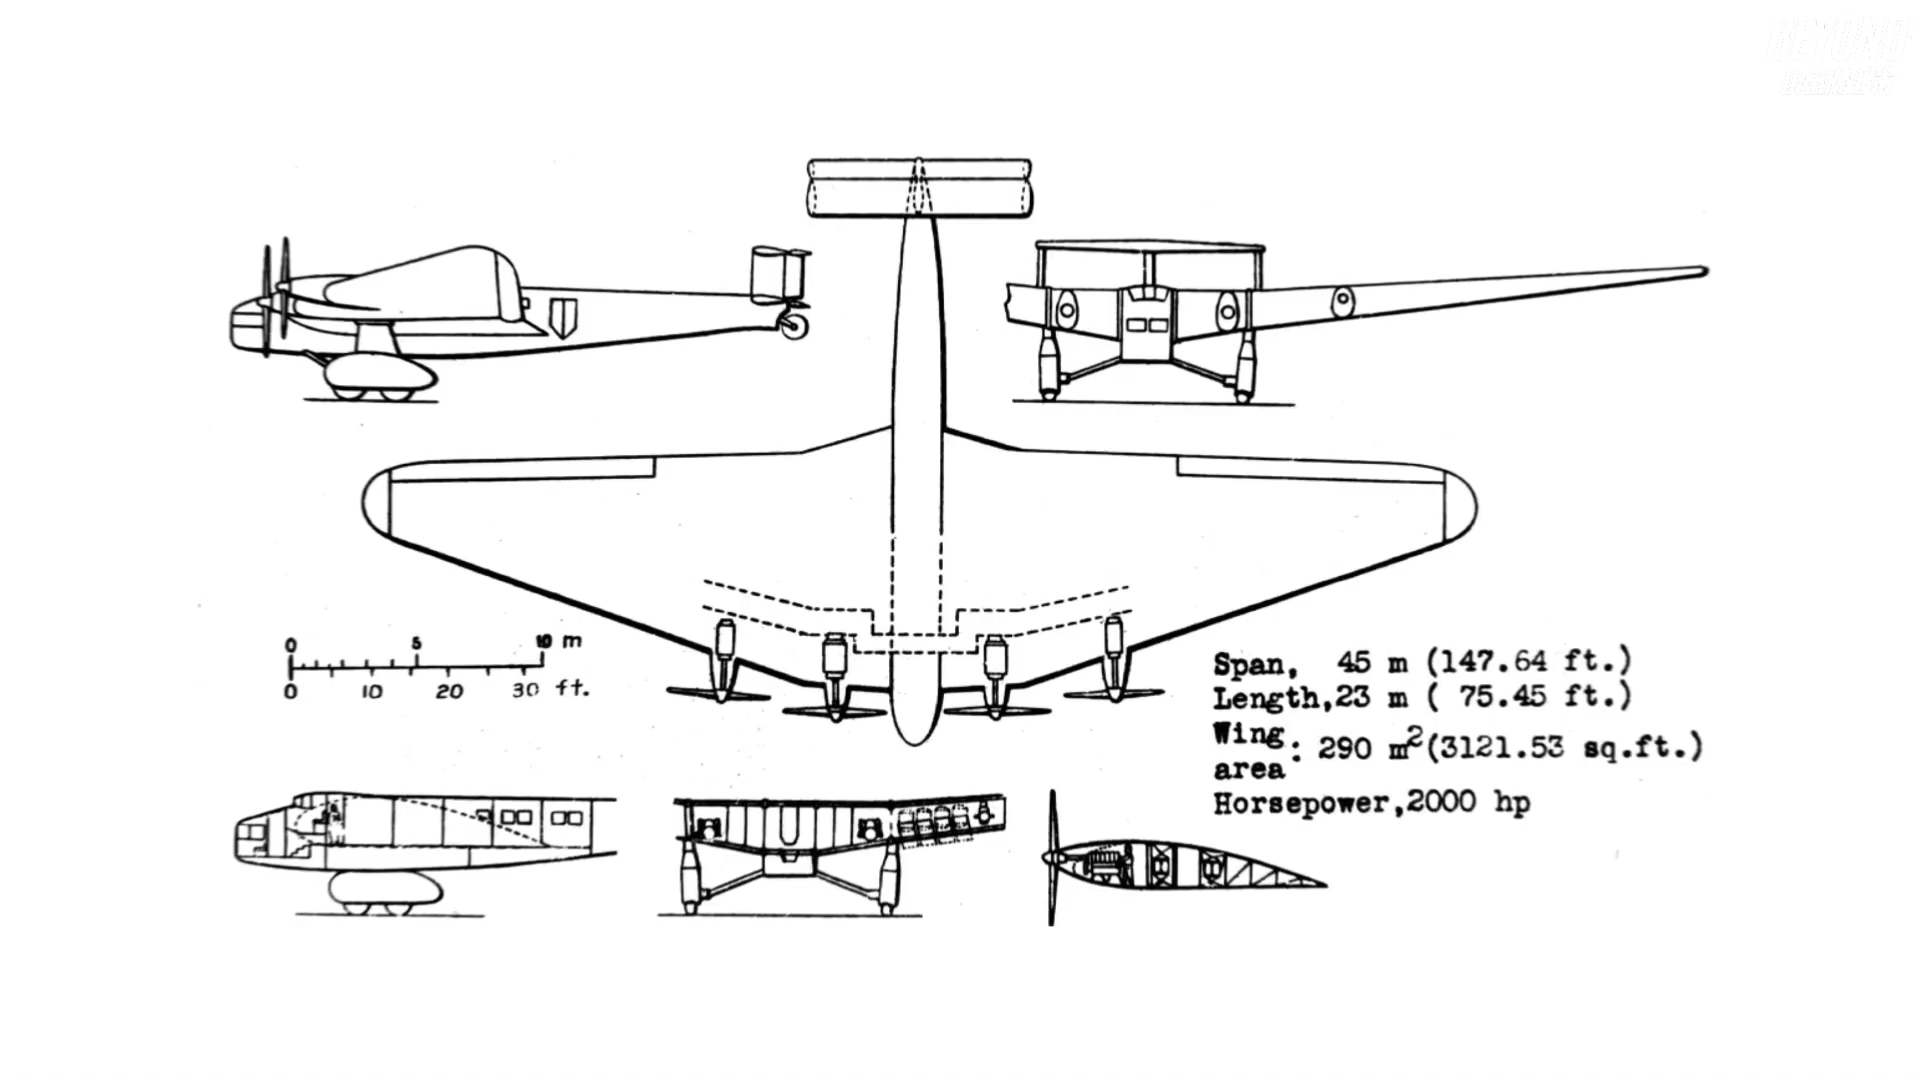 BEYOND
0 5 10 m
0 10 20 30 ft.
Span, 45 m (147.64 ft.)
Length,23 m ( 75.45 ft.)
Wing
area : 290 m²(3121.53 sq.ft.)
Horsepower,2000 hp